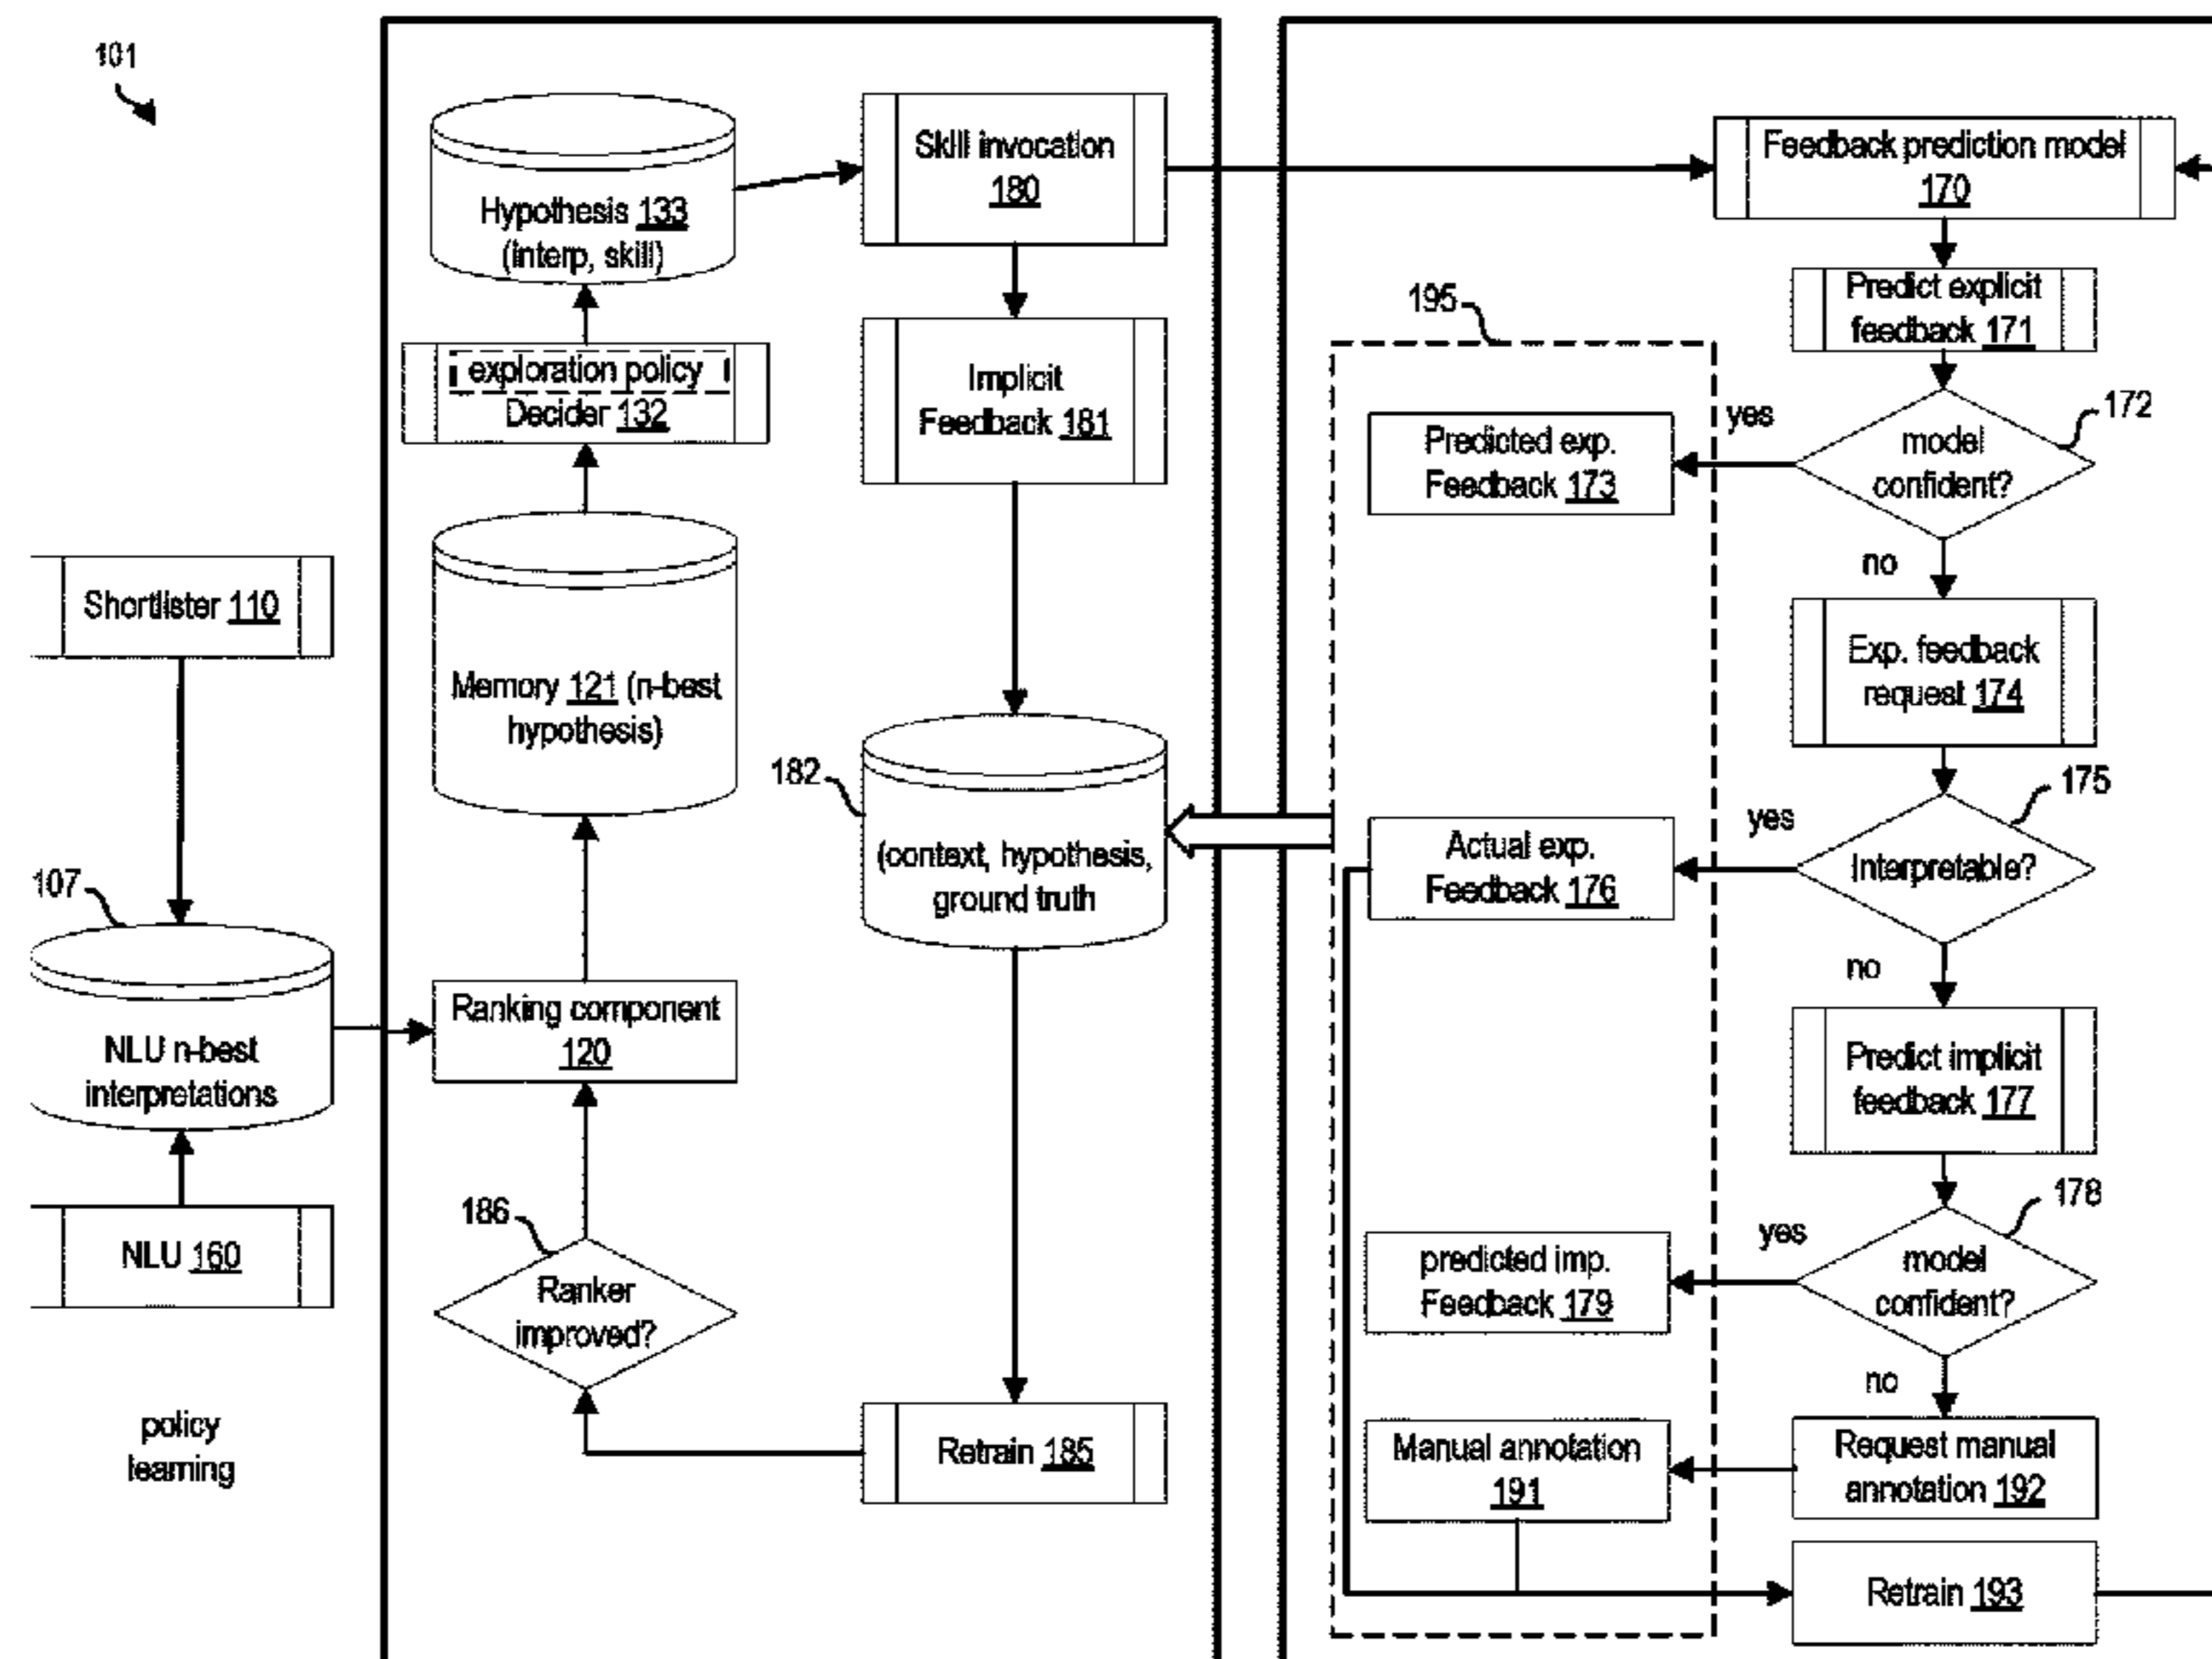 101
Shortlister 110
107
NLU n-best
interpretations
NLU 160
policy
learning
Hypothesis 133
(interp, skill)
exploration policy
Decider 132
Memory 121 (n-best
hypothesis)
Ranking component
120
186
Ranker
improved?
Skill invocation
180
Implicit
Feedback 181
182
(context, hypothesis,
ground truth
Retrain 185
195
Predicted exp.
Feedback 173
Actual exp.
Feedback 176
predicted imp.
Feedback 179
Manual annotation
191
Feedback prediction model
170
Predict explicit
feedback 171
172
yes
model
confident?
no
Exp. feedback
request 174
175
yes
Interpretable?
no
Predict implicit
feedback 177
178
yes
model
confident?
no
Request manual
annotation 192
Retrain 193